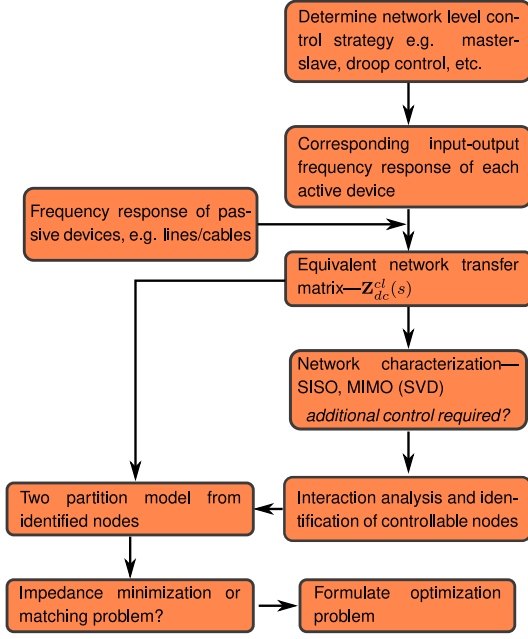 Determine network level con-
trol strategy e.g. master-
slave, droop control, etc.
Corresponding input-output
frequency response of each
active device
Frequency response of pas-
sive devices, e.g. lines/cables
Equivalent network transfer
matrix—Z^{cl}_{dc}(s)
Network characterization—
SISO, MIMO (SVD)
additional control required?
Interaction analysis and iden-
tification of controllable nodes
Two partition model from
identified nodes
Impedance minimization or
matching problem?
Formulate optimization
problem